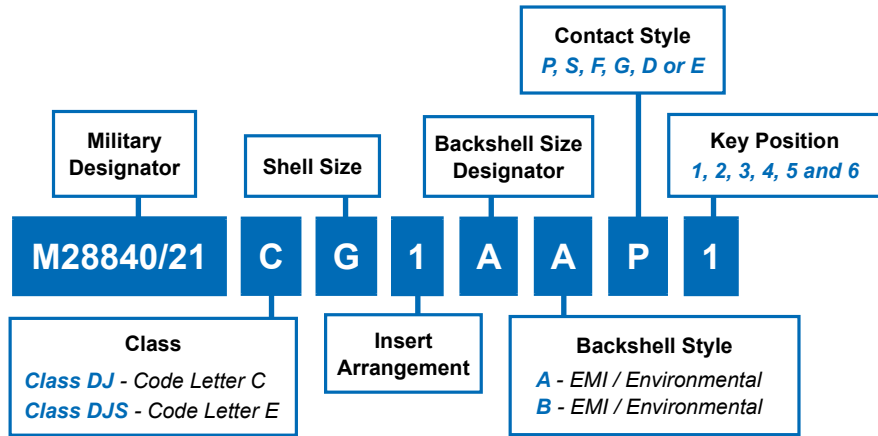 Contact Style
P, S, F, G, D or E
Military
Designator
Shell Size
Backshell Size
Designator
Key Position
1, 2, 3, 4, 5 and 6
M28840/21 C G 1 A A P 1
Class
Class DJ - Code Letter C
Class DJS - Code Letter E
Insert
Arrangement
Backshell Style
A - EMI / Environmental
B - EMI / Environmental